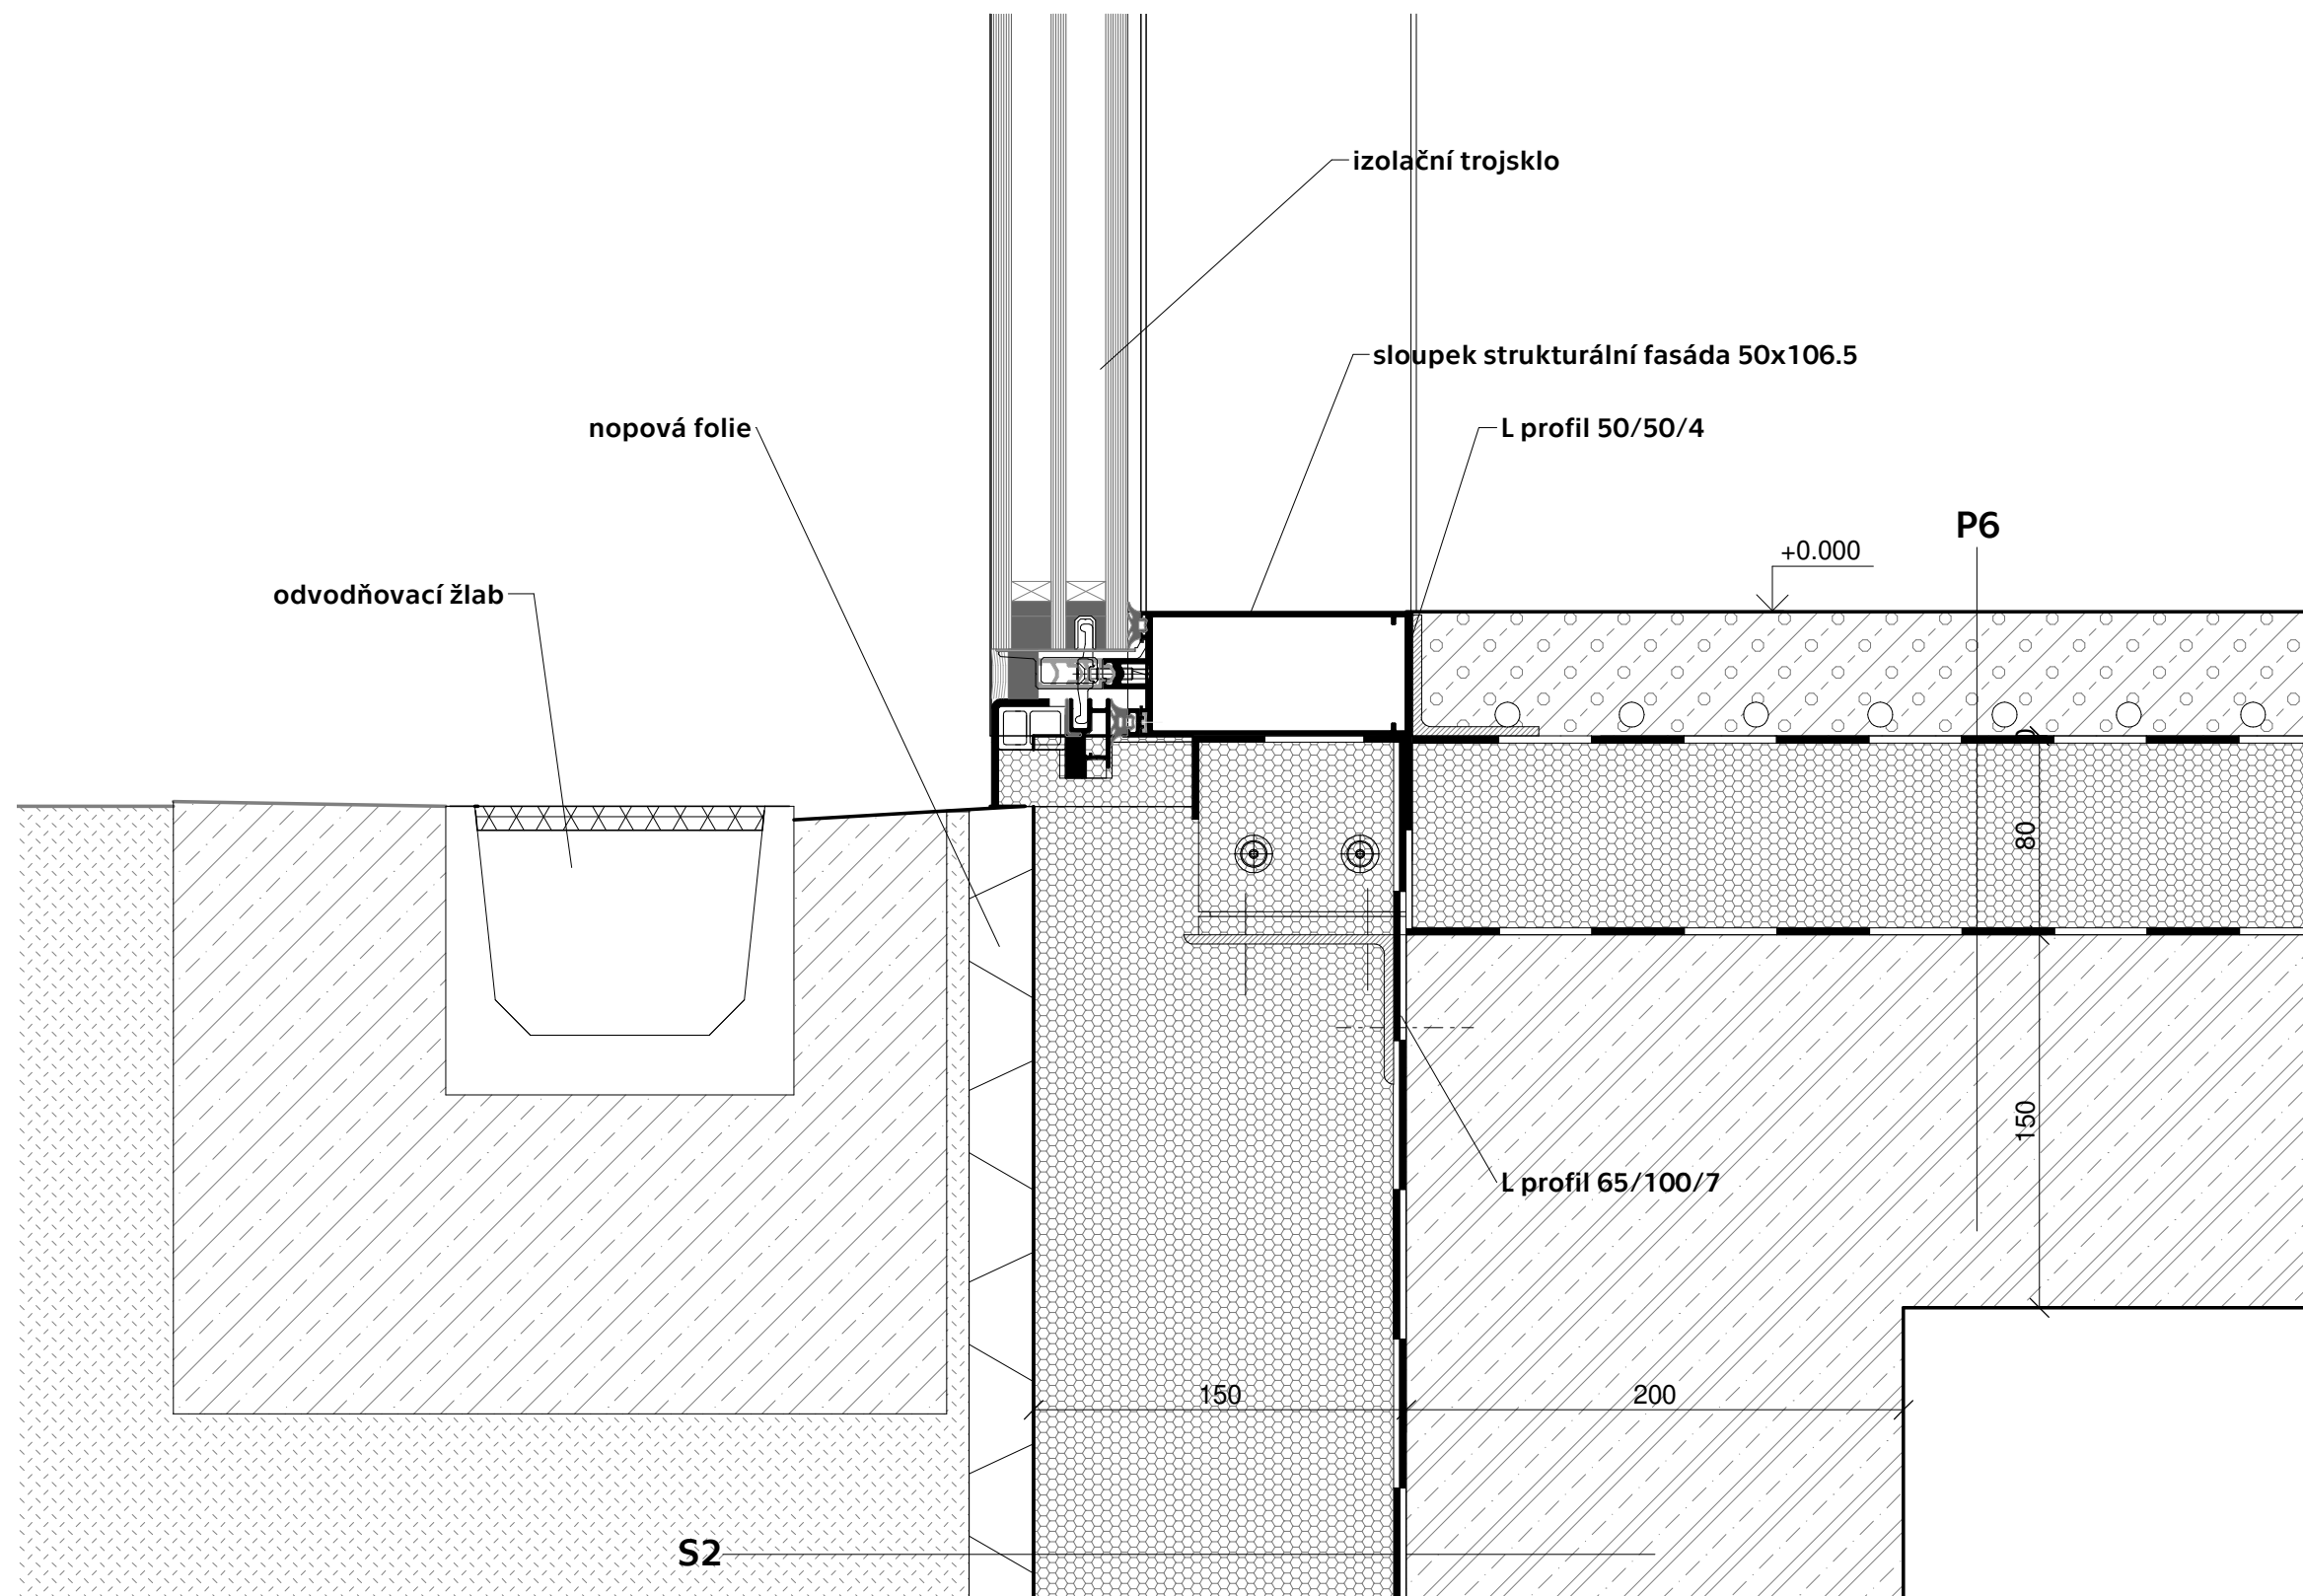 izolační trojsklo
sloupek strukturální fasáda 50x106.5
nopová folie
L profil 50/50/4
P6
+0.000
odvodňovací žlab
0
80
150
L profil 65/100/7
150
200
S2